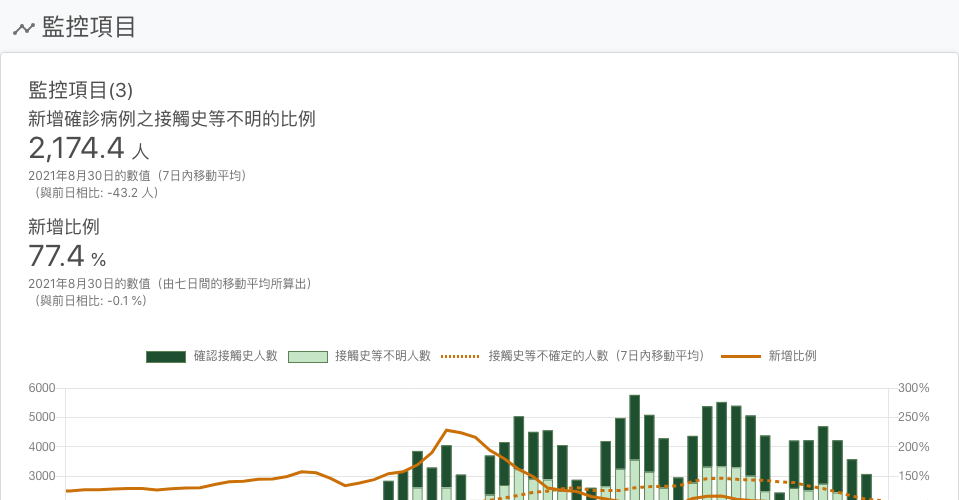 監控項目
監控項目(3)
新增確診病例之接觸史等不明的比例
2,174.4 人
2021年8月30日的數值（7日內移動平均）
（與前日相比: -43.2 人）
新增比例
77.4 %
2021年8月30日的數值（由七日間的移動平均所算出）
（與前日相比: -0.1 %）
確認接觸史人數 接觸史等不明人數 接觸史等不確定的人數（7日內移動平均） 新增比例
6000 300%
5000 250%
4000 200%
3000 150%